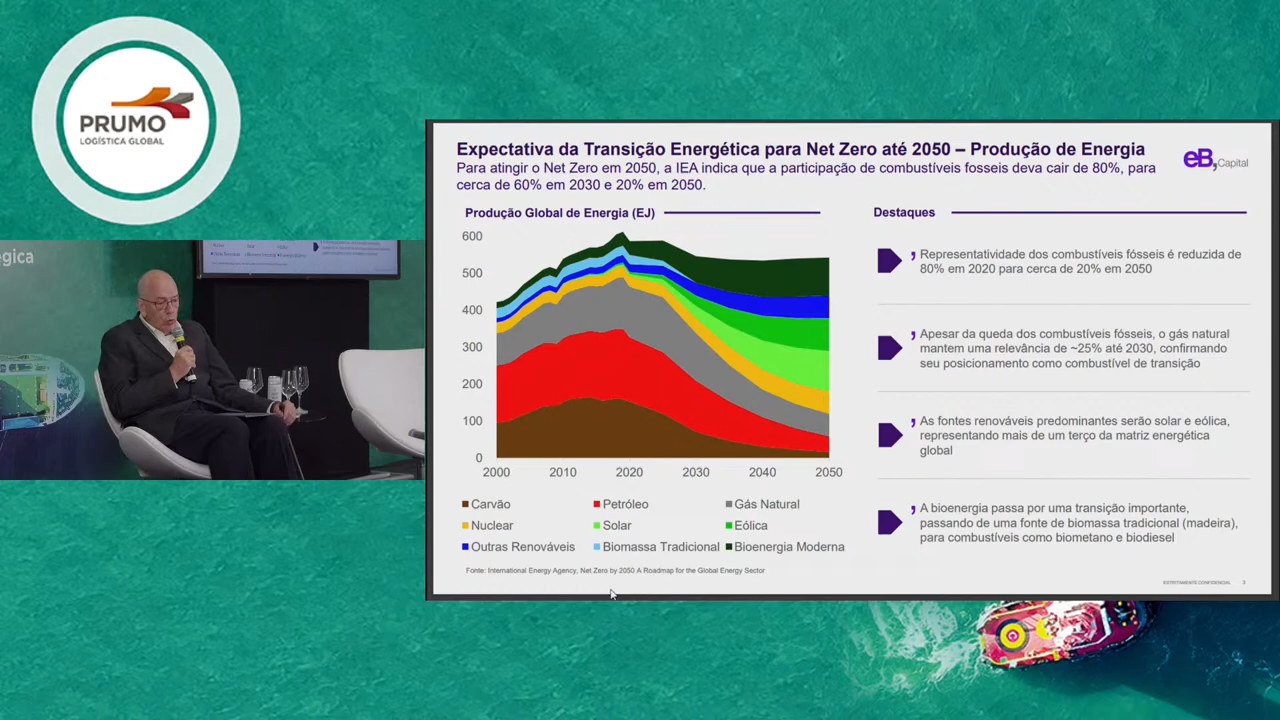 PRUMO
LOGÍSTICA GLOBAL
égica
Expectativa da Transição Energética para Net Zero até 2050 – Produção de Energia
Para atingir o Net Zero em 2050, a IEA indica que a participação de combustíveis fosseis deva cair de 80%, para
cerca de 60% em 2030 e 20% em 2050.
eB,Capital
Produção Global de Energia (EJ)
600
500
400
300
200
100
0
2000 2010 2020 2030 2040 2050
Carvão Petróleo Gás Natural
Nuclear Solar Eólica
Outras Renováveis Biomassa Tradicional Bioenergia Moderna
Fonte: International Energy Agency, Net Zero by 2050 A Roadmap for the Global Energy Sector
Destaques
Representatividade dos combustíveis fósseis é reduzida de
80% em 2020 para cerca de 20% em 2050
Apesar da queda dos combustíveis fósseis, o gás natural
mantem uma relevância de ~25% até 2030, confirmando
seu posicionamento como combustível de transição
As fontes renováveis predominantes serão solar e eólica,
representando mais de um terço da matriz energética
global
A bioenergia passa por uma transição importante,
passando de uma fonte de biomassa tradicional (madeira),
para combustíveis como biometano e biodiesel
ESTRITAMENTE CONFIDENCIAL 3